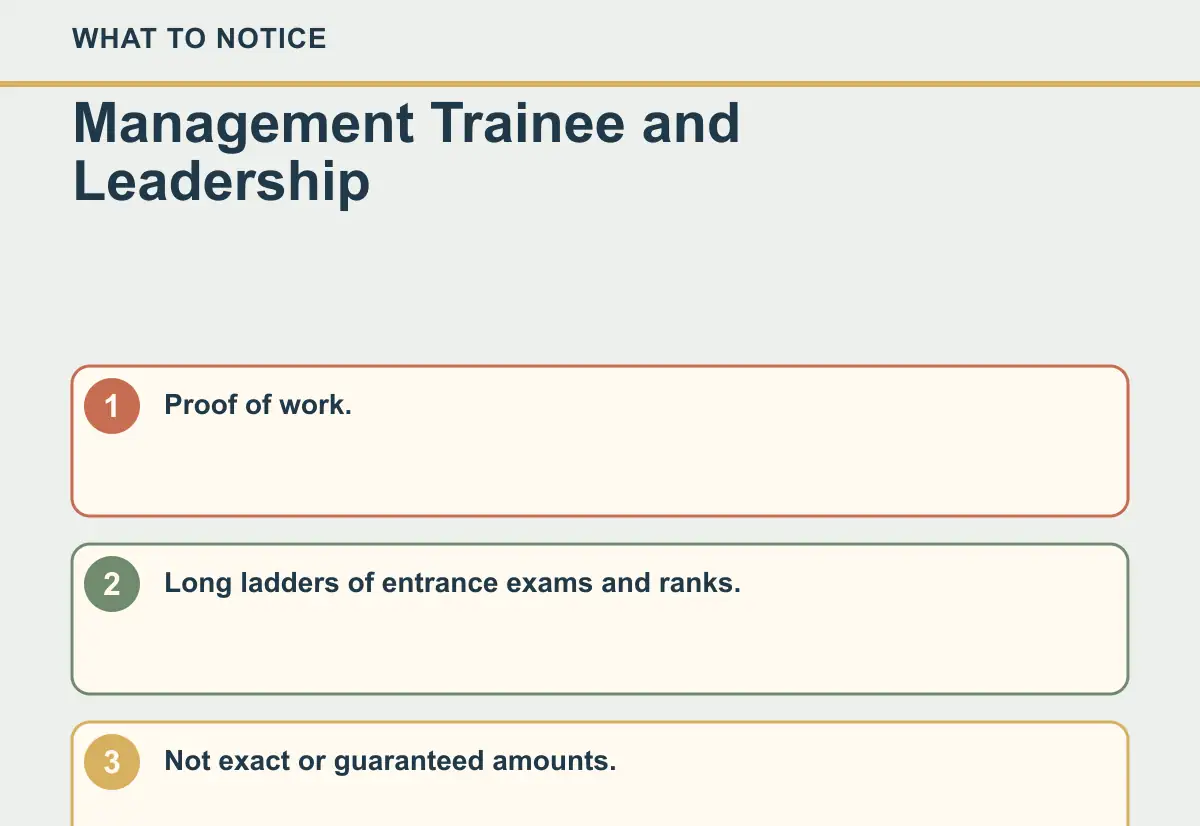 WHAT TO NOTICE
Management Trainee and
Leadership
1
Proof of work.
2
Long ladders of entrance exams and ranks.
3
Not exact or guaranteed amounts.